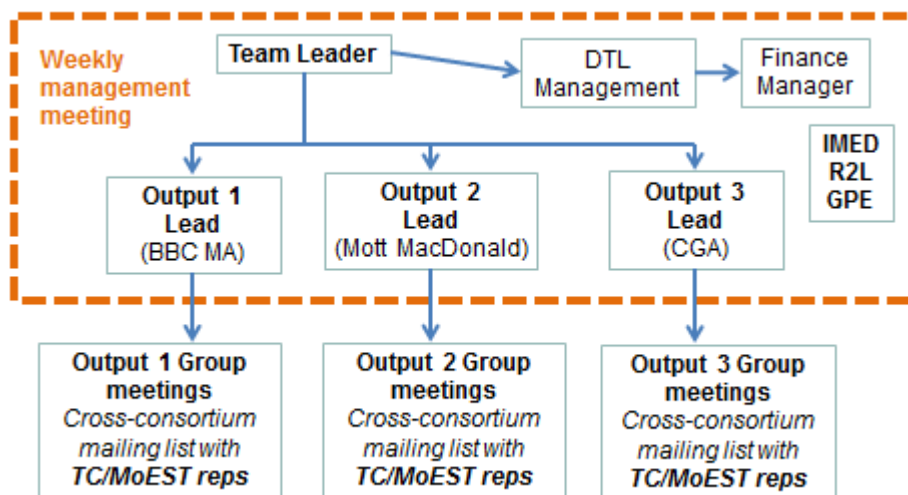 Weekly
management
meeting
Team Leader
DTL
Management
Finance
Manager
IMED
R2L
GPE
Output 1
Lead
(BBC MA)
Output 2
Lead
(Mott MacDonald)
Output 3
Lead
(CGA)
Output 1 Group
meetings
Cross-consortium
mailing list with
TC/MoEST reps
Output 2 Group
meetings
Cross-consortium
mailing list with
TC/MoEST reps
Output 3 Group
meetings
Cross-consortium
mailing list with
TC/MoEST reps